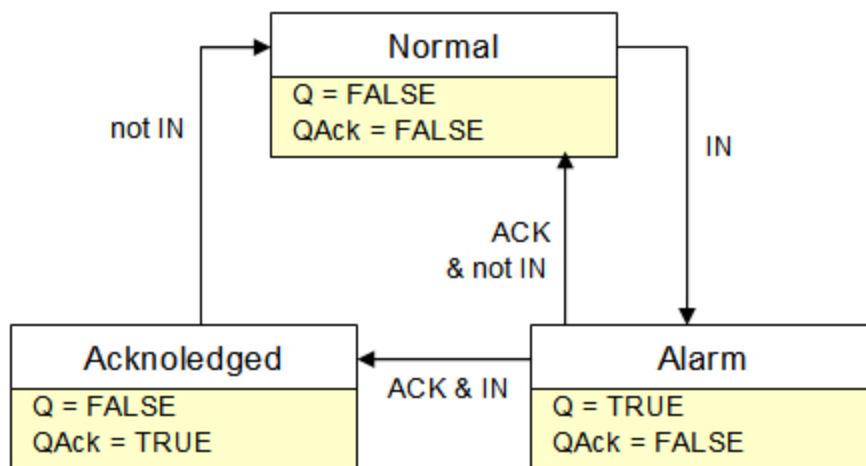 Normal
Q = FALSE
QAck = FALSE
not IN
IN
ACK
& not IN
Acknoledged
Q = FALSE
QAck = TRUE
ACK & IN
Alarm
Q = TRUE
QAck = FALSE